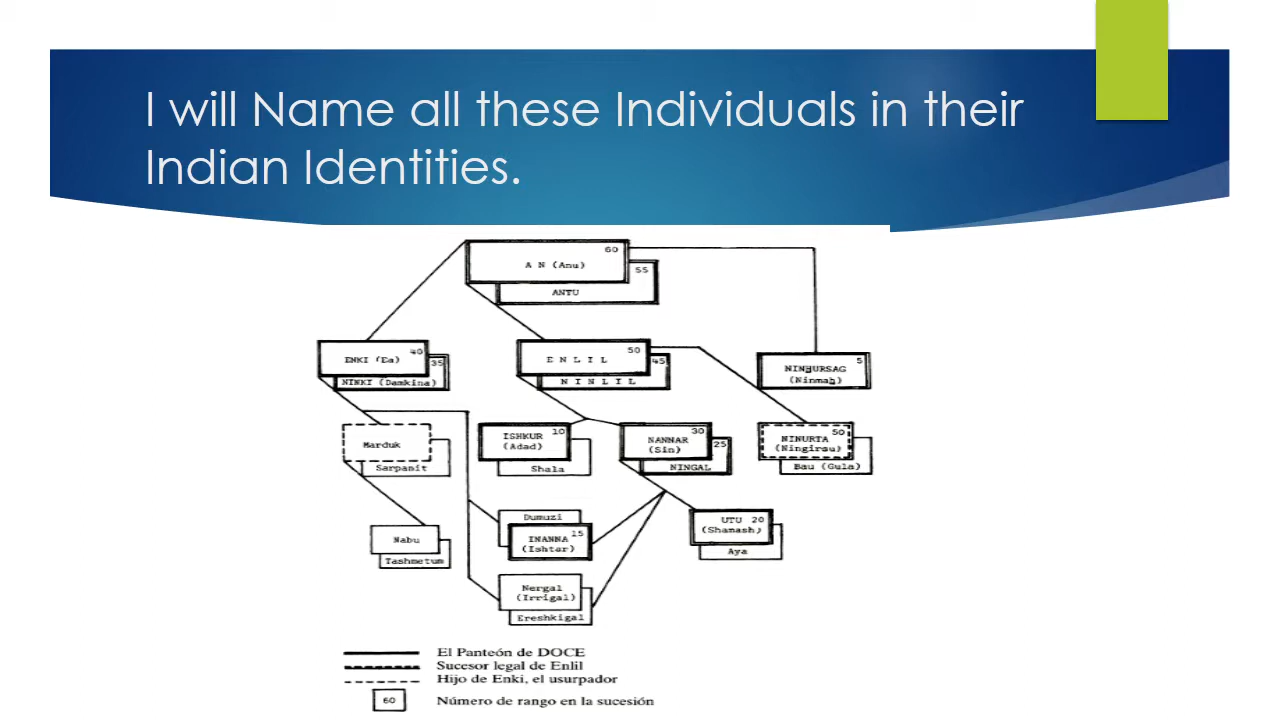 I will Name all these Individuals in their
Indian Identities.
60
A N (Anu)
55
ANTU
ENKI (Ea) 40
35
NINKI (Damkina)
E N L I L 50
45
N I N L I L
5
NINHURSAG
(Ninmah)
Marduk
Sarpanit
ISHKUR 10
(Adad)
Shala
30
NANNAR
(Sin)
25
NINGAL
50
NINURTA
(Ningirsu)
Bau (Gula)
Nabu
Tashmetum
Dumuzi
15
INANNA
(Ishtar)
UTU 20
(Shamash)
Aya
Nergal
(Irrigal)
Ereshkigal
El Panteón de DOCE
Sucesor legal de Enlil
Hijo de Enki, el usurpador
60 Número de rango en la sucesión